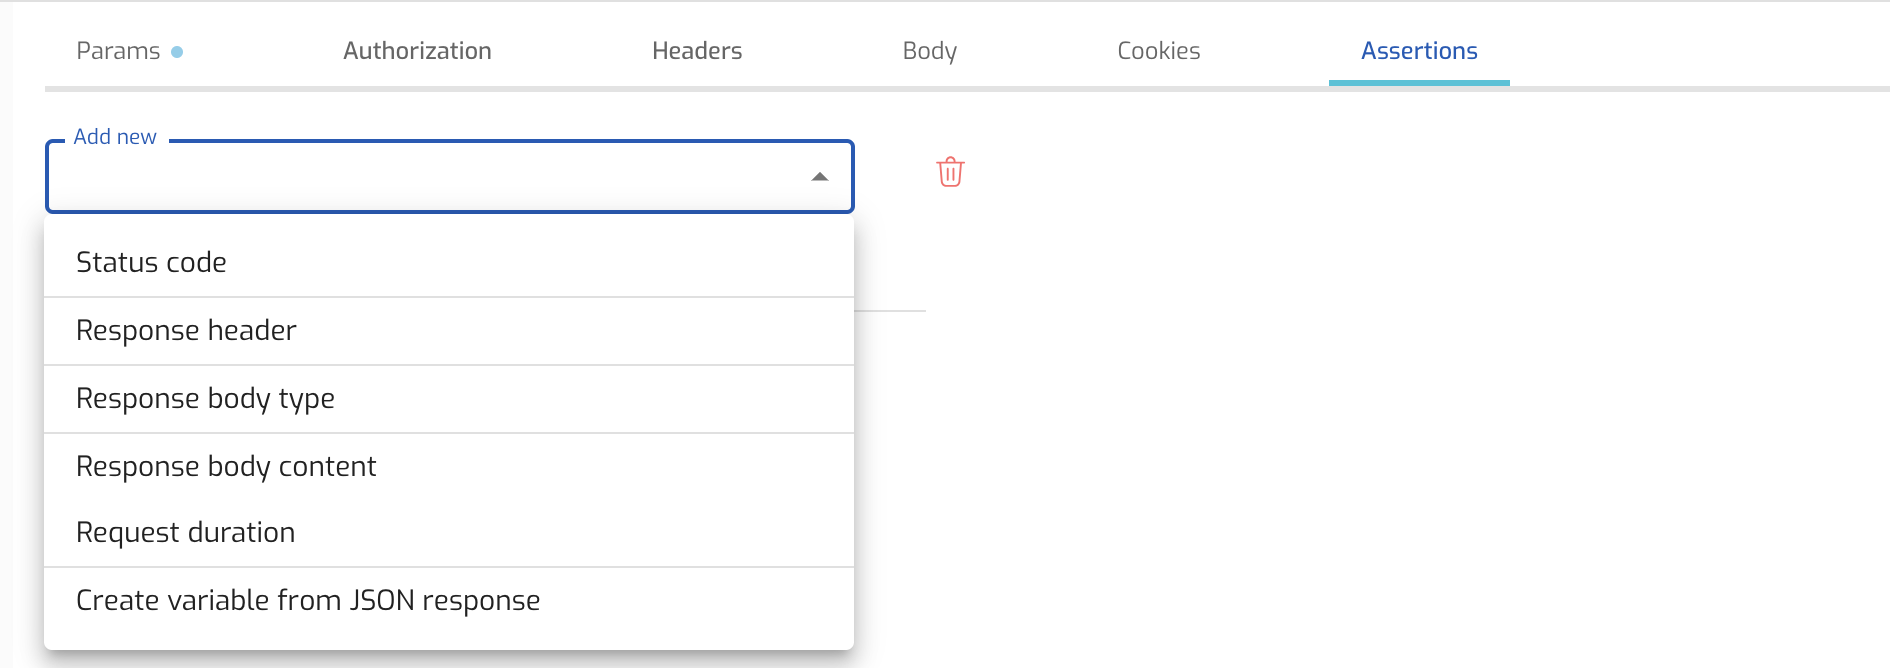 Params Authorization Headers Body Cookies Assertions
Add new
Status code
Response header
Response body type
Response body content
Request duration
Create variable from JSON response